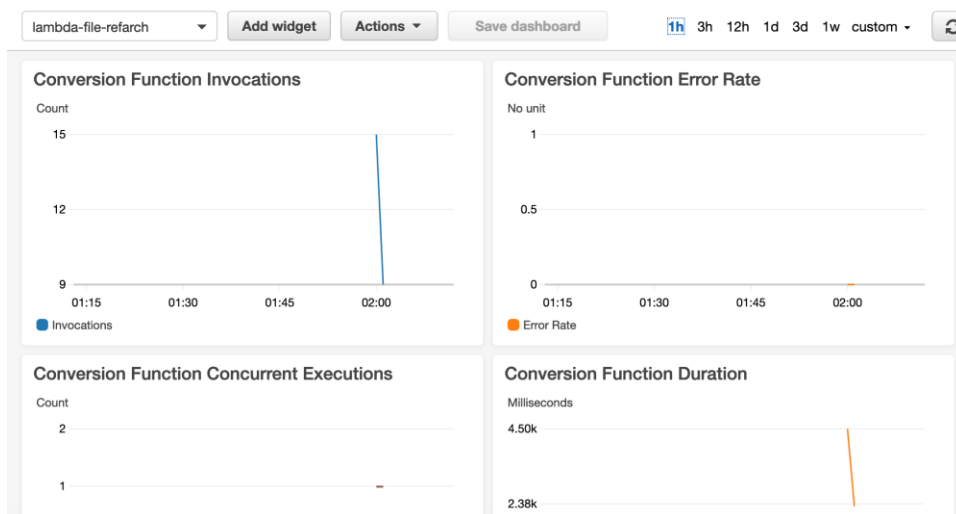 lambda-file-refarch Add widget Actions Save dashboard 1h 3h 12h 1d 3d 1w custom
Conversion Function Invocations
Count
15
12
9
01:15 01:30 01:45 02:00
Invocations
Conversion Function Error Rate
No unit
1
0.5
0
01:15 01:30 01:45 02:00
Error Rate
Conversion Function Concurrent Executions
Count
2
1
Conversion Function Duration
Milliseconds
4.50k
2.38k